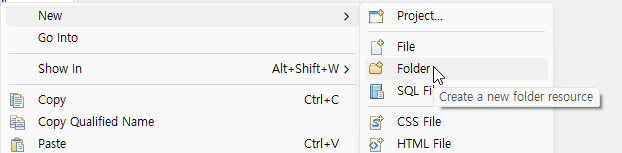 New
Go Into
Show In Alt+Shift+W
Copy Ctrl+C
Copy Qualified Name
Paste Ctrl+V
Project...
File
Folder
SQL
Create a new folder resource
CSS File
HTML File